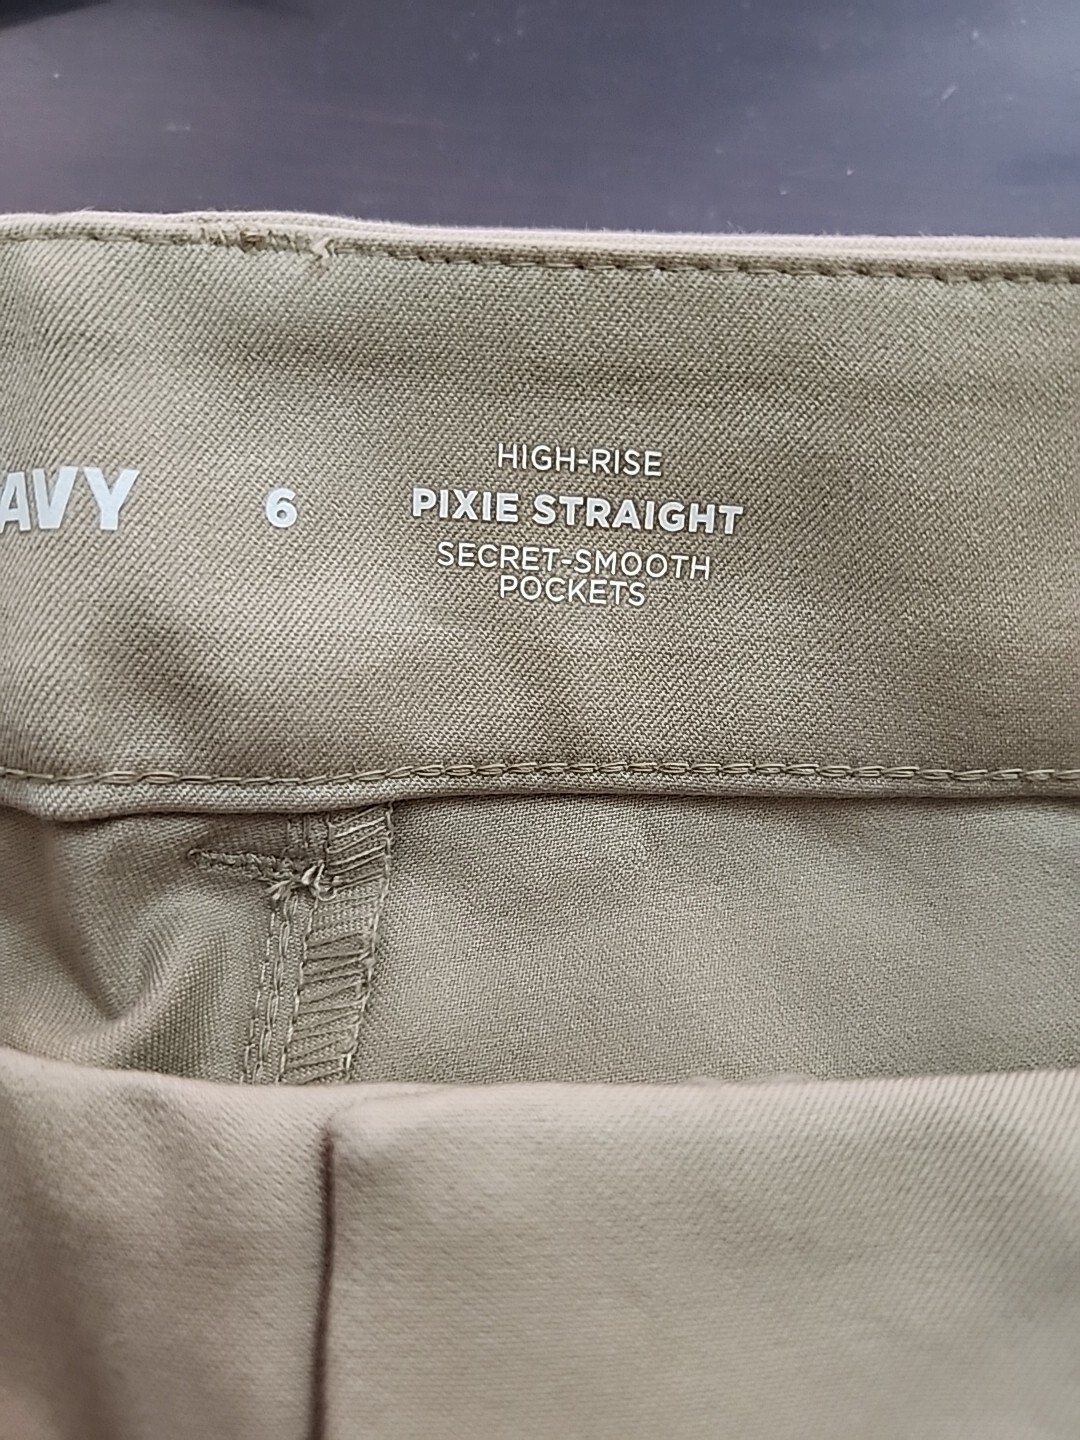 AVY
6
HIGH-RISE
PIXIE STRAIGHT
SECRET-SMOOTH
POCKETS